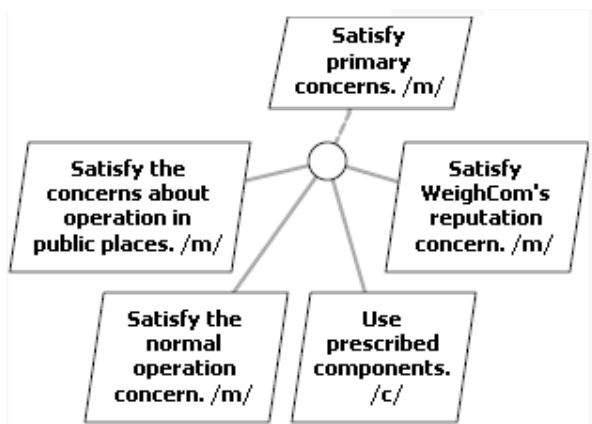 Satisfy
primary
concerns. /m/
Satisfy the
concerns about
operation in
public places. /m/
Satisfy
WeighCom's
reputation
concern. /m/
Satisfy the
normal
operation
concern. /m/
Use
prescribed
components.
/c/